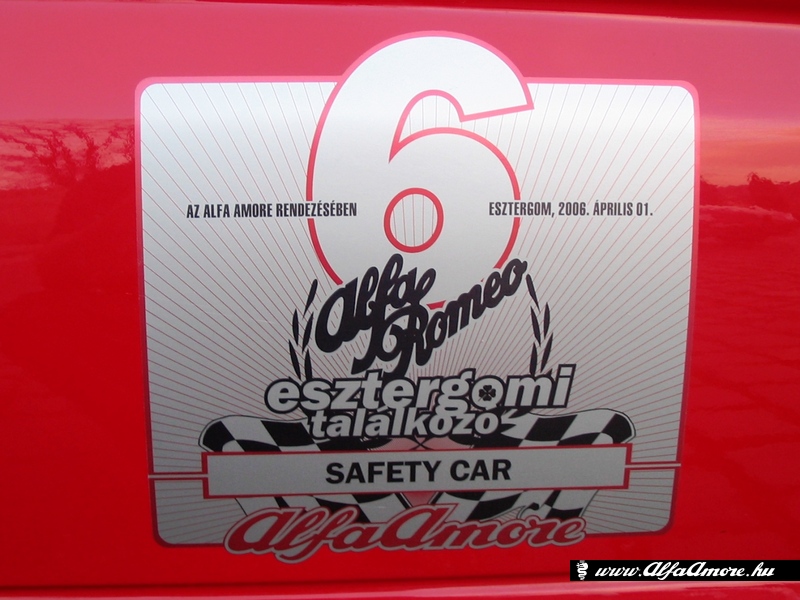 6
AZ ALFA AMORE RENDEZÉSÉBEN
ESZTERGOM, 2006. ÁPRILIS 01.
Alfa
Romeo
esztergomi
találkozó
SAFETY CAR
AlfaAmore
www.AlfaAmore.hu